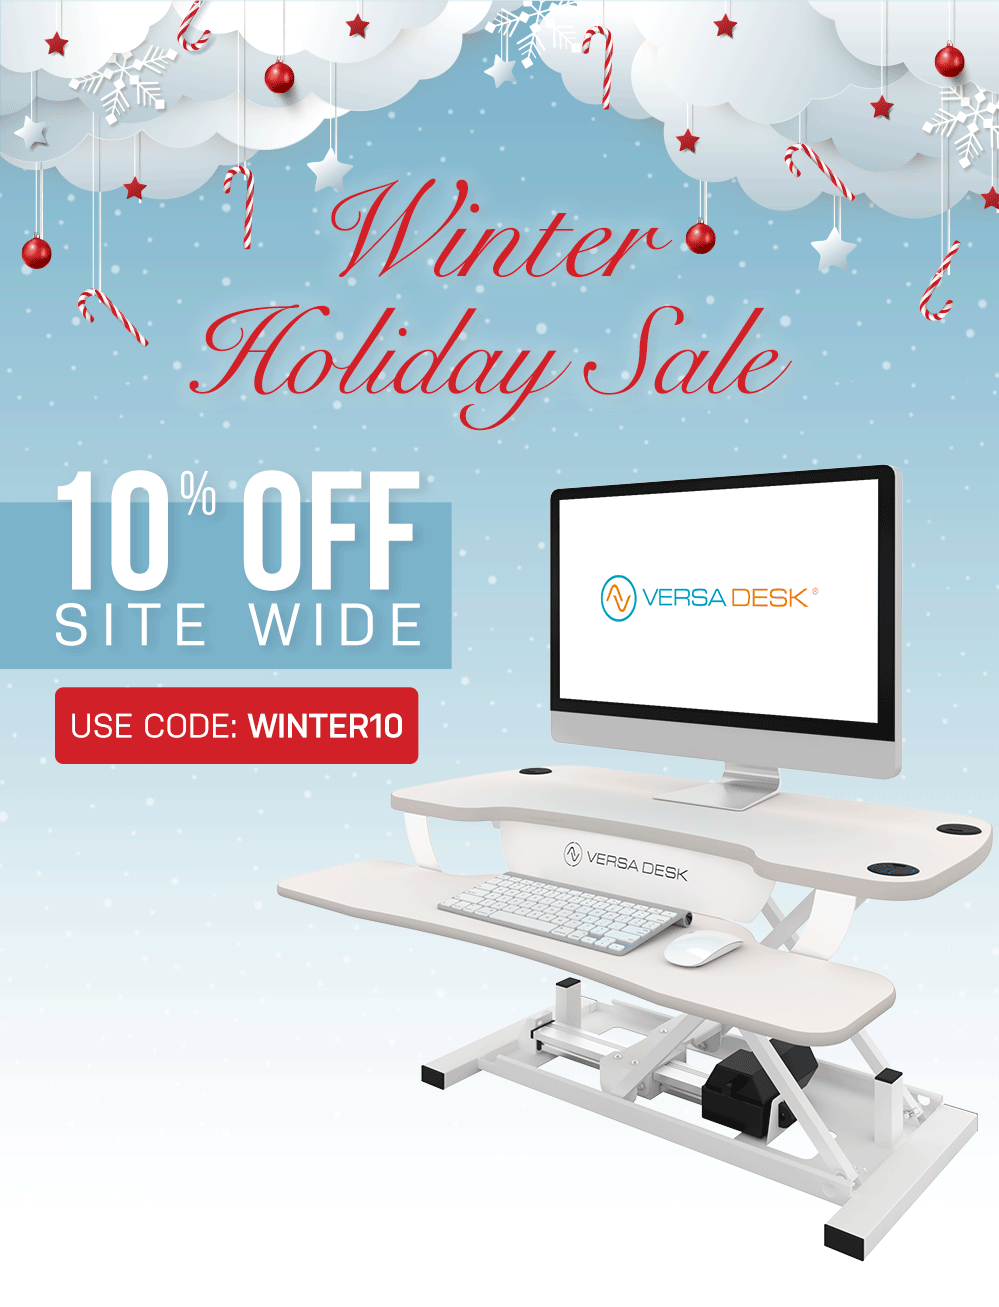 Winter
Holiday Sale
10% OFF
SITE WIDE
USE CODE: WINTER10
VERSA DESK®
VERSA DESK